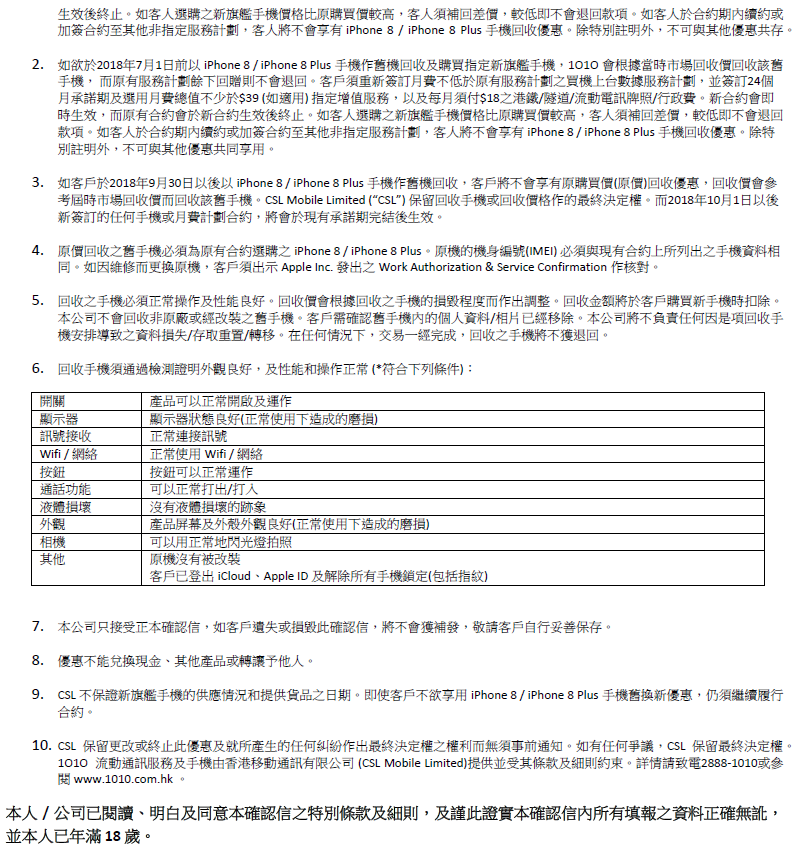 生效後終止。如客人選購之新旗艦手機價格比原購買價較高，客人須補回差價，較低即不會退回款項。如客人於合約期內續約或
加簽合約至其他非指定服務計劃，客人將不會享有 iPhone 8 / iPhone 8 Plus 手機回收優惠。除特別註明外，不可與其他優惠共存。
2. 如欲於2018年7月1日前以 iPhone 8 / iPhone 8 Plus 手機作舊機回收及購買指定新旗艦手機，1O1O 會根據當時市場回收價回收該舊
手機， 而原有服務計劃餘下回贈則不會退回。客戶須重新簽訂月費不低於原有服務計劃之買機上台數據服務計劃，並簽訂24個
月承諾期及選用月費總值不少於$39 (如適用) 指定增值服務，以及每月須付$18之港鐵/隧道/流動電訊牌照/行政費。新合約會即
時生效，而原有合約會於新合約生效後終止。如客人選購之新旗艦手機價格比原購買價較高，客人須補回差價，較低即不會退回
款項。如客人於合約期內續約或加簽合約至其他非指定服務計劃，客人將不會享有 iPhone 8 / iPhone 8 Plus 手機回收優惠。除特
別註明外，不可與其他優惠共同享用。
3. 如客戶於2018年9月30日以後以 iPhone 8 / iPhone 8 Plus 手機作舊機回收，客戶將不會享有原購買價(原價)回收優惠，回收價會參
考屆時市場回收價而回收該舊手機。CSL Mobile Limited (“CSL”) 保留回收手機或回收價格作的最終決定權。而2018年10月1日以後
新簽訂的任何手機或月費計劃合約，將會於現有承諾期完結後生效。
4. 原價回收之舊手機必須為原有合約選購之 iPhone 8 / iPhone 8 Plus。原機的機身編號(IMEI) 必須與現有合約上所列出之手機資料相
同。如因維修而更換原機，客戶須出示 Apple Inc. 發出之 Work Authorization & Service Confirmation 作核對。
5. 回收之手機必須正常操作及性能良好。回收價會根據回收之手機的損毀程度而作出調整。回收金額將於客戶購買新手機時扣除。
本公司不會回收非原廠或經改裝之舊手機。客戶需確認舊手機內的個人資料/相片已經移除。本公司將不負責任何因是項回收手
機安排導致之資料損失/存取重置/轉移。在任何情況下，交易一經完成，回收之手機將不獲退回。
6. 回收手機須通過檢測證明外觀良好，及性能和操作正常 (*符合下列條件)：
開關 產品可以正常開啟及運作
顯示器 顯示器狀態良好(正常使用下造成的磨損)
訊號接收 正常連接訊號
Wifi / 網絡 正常使用 Wifi / 網絡
按鈕 按鈕可以正常運作
通話功能 可以正常打出/打入
液體損壞 沒有液體損壞的跡象
外觀 產品屏幕及外殼外觀良好(正常使用下造成的磨損)
相機 可以用正常地閃光燈拍照
其他 原機沒有被改裝
客戶已登出 iCloud、Apple ID 及解除所有手機鎖定(包括指紋)
7. 本公司只接受正本確認信，如客戶遺失或損毀此確認信，將不會獲補發，敬請客戶自行妥善保存。
8. 優惠不能兌換現金、其他產品或轉讓予他人。
9. CSL 不保證新旗艦手機的供應情況和提供貨品之日期。即使客戶不欲享用 iPhone 8 / iPhone 8 Plus 手機舊換新優惠，仍須繼續履行
合約。
10. CSL 保留更改或終止此優惠及就所產生的任何糾紛作出最終決定權之權利而無須事前通知。如有任何爭議，CSL 保留最終決定權。
1O1O 流動通訊服務及手機由香港移動通訊有限公司 (CSL Mobile Limited)提供並受其條款及細則約束。詳情請致電2888-1010或參
閱 www.1010.com.hk 。
本人 / 公司已閱讀、明白及同意本確認信之特別條款及細則，及謹此證實本確認信內所有填報之資料正確無訛，
並本人已年滿 18 歲。